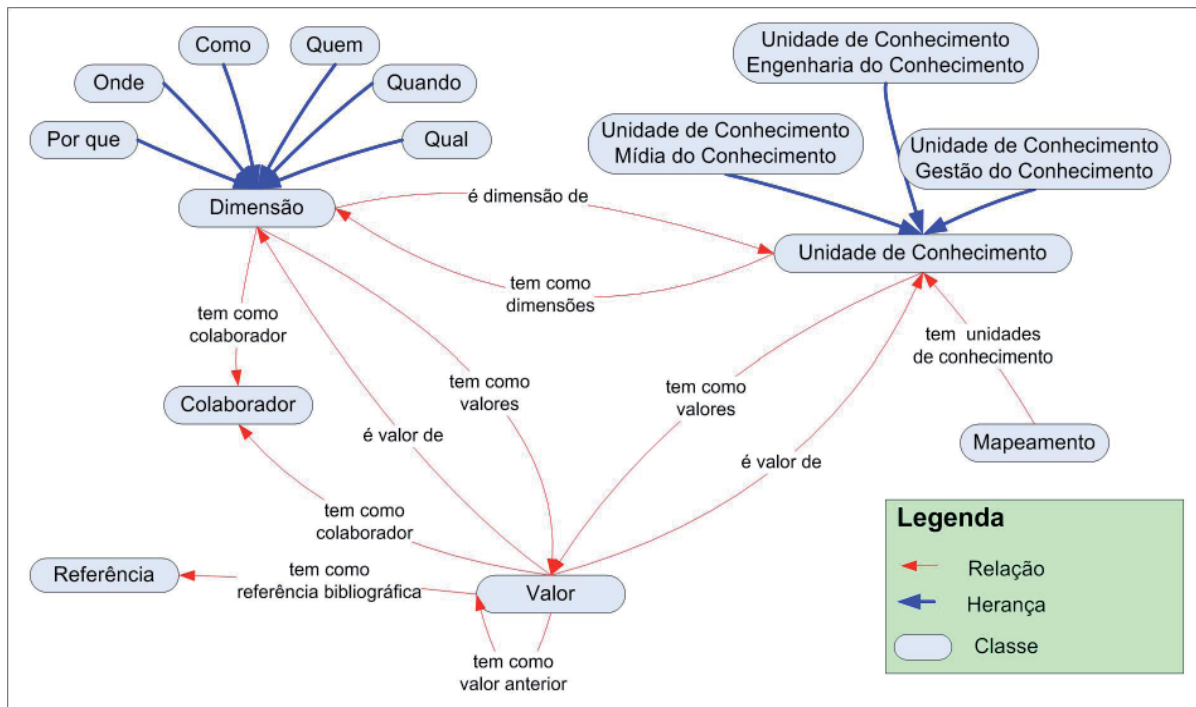 Como
Quem
Onde
Quando
Por que
Qual
Dimensão
Unidade de Conhecimento
Engenharia do Conhecimento
Unidade de Conhecimento
Mídia do Conhecimento
Unidade de Conhecimento
Gestão do Conhecimento
é dimensão de
Unidade de Conhecimento
tem como
dimensões
tem como
colaborador
tem unidades
de conhecimento
Colaborador
tem como
valores
tem como
valores
é valor de
Mapeamento
é valor de
tem como
colaborador
Referência
tem como
referência bibliográfica
Valor
tem como
valor anterior
Legenda
Relação
Herança
Classe